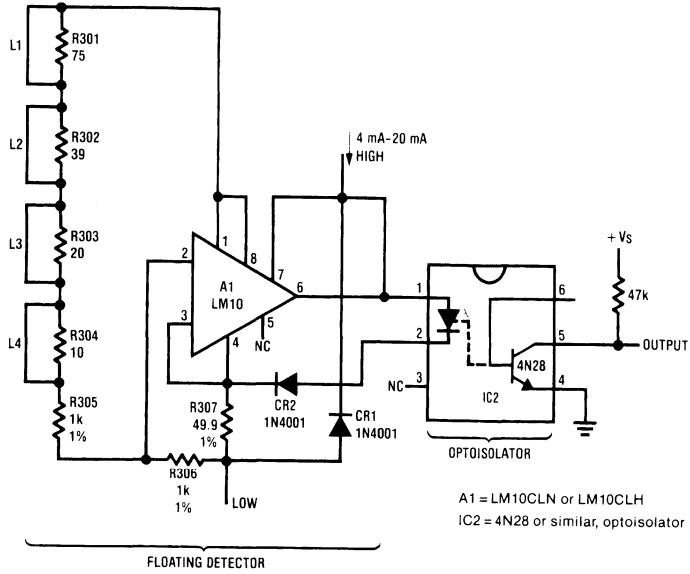 L1
R301
75
L2
R302
39
L3
R303
20
L4
R304
10
R305
1k
1%
R306
1k
1%
R307
49.9
1%
LOW
4 mA-20 mA
HIGH
2
3
1
8
7
6
5
NC
4
A1
LM10
CR2
1N4001
CR1
1N4001
1
2
NC
3
6
5
4
4N28
IC2
OPTOISOLATOR
+ VS
47k
OUTPUT
A1 = LM10CLN or LM10CLH
IC2 = 4N28 or similar, optoisolator
FLOATING DETECTOR